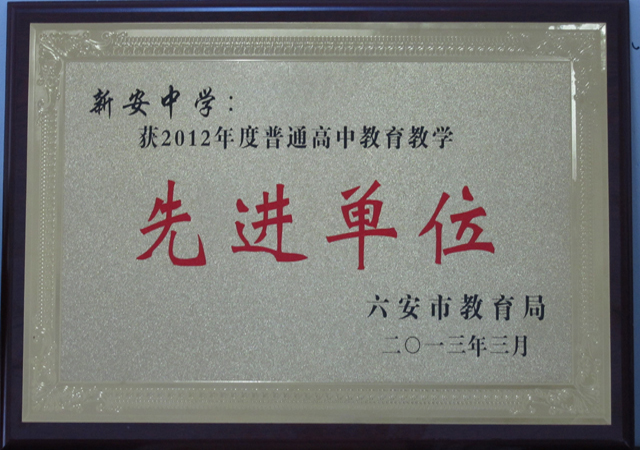 新安中学：
获2012年度普通高中教育教学
先进单位
六安市教育局
二〇一三年三月